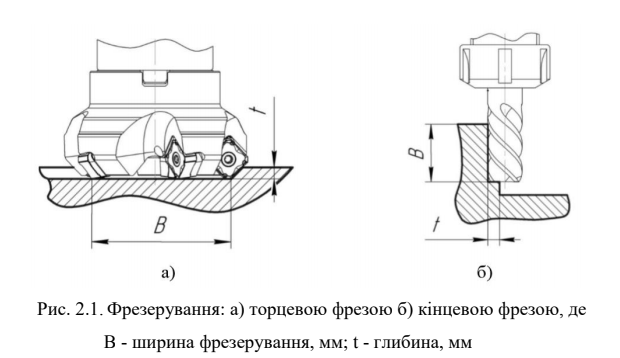 t
B
B
t
а)
б)
Рис. 2.1. Фрезерування: а) торцевою фрезою б) кінцевою фрезою, де
В - ширина фрезерування, мм; t - глибина, мм